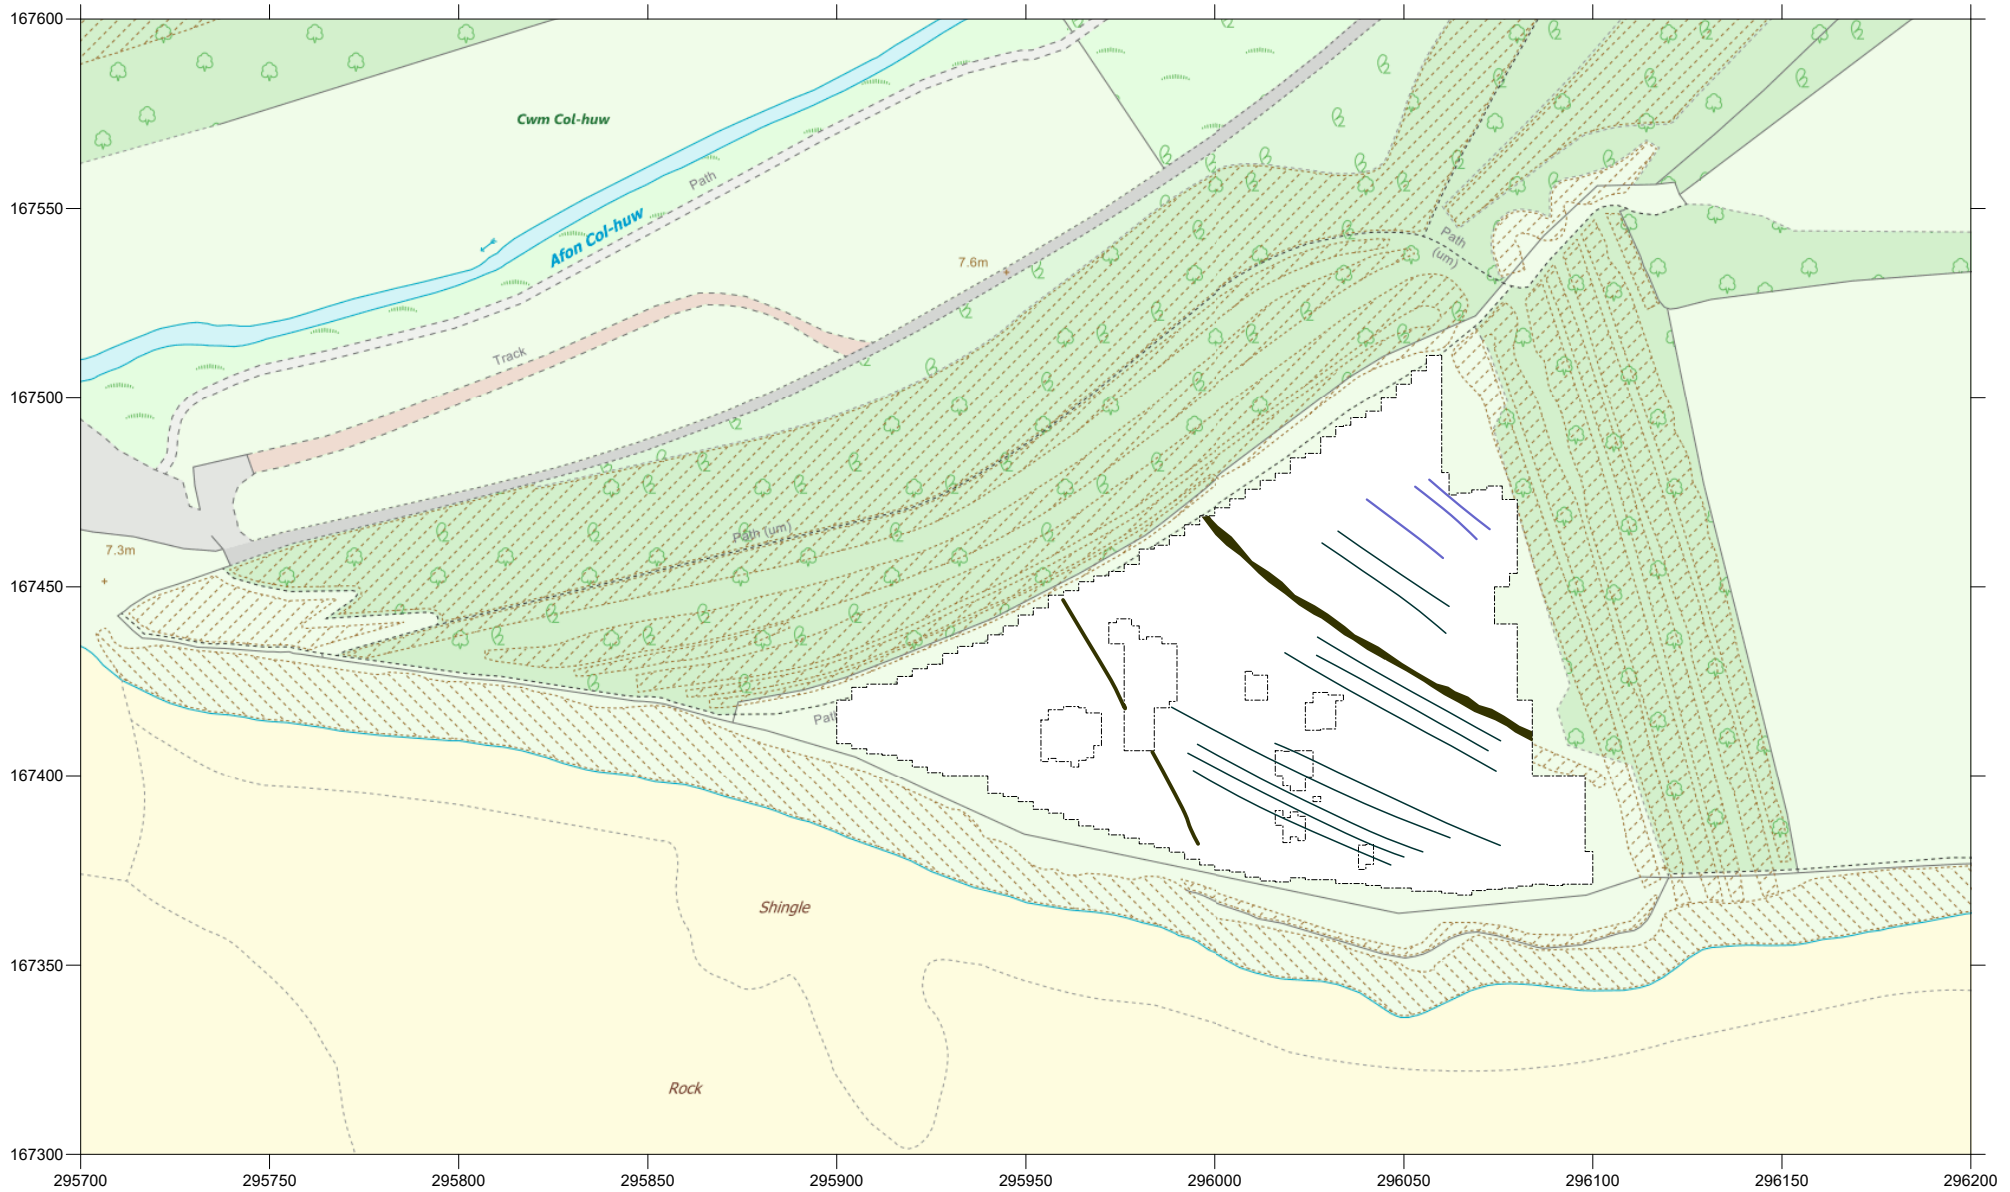 167600
Cwm Col-huw
Path
167550
Afon Col-huw
Path
(um)
7.6m
Track
167500
Path (um)
7.3m
167450
Pat
167400
Shingle
167350
Rock
167300
295700 295750 295800 295850 295900 295950 296000 296050 296100 296150 296200